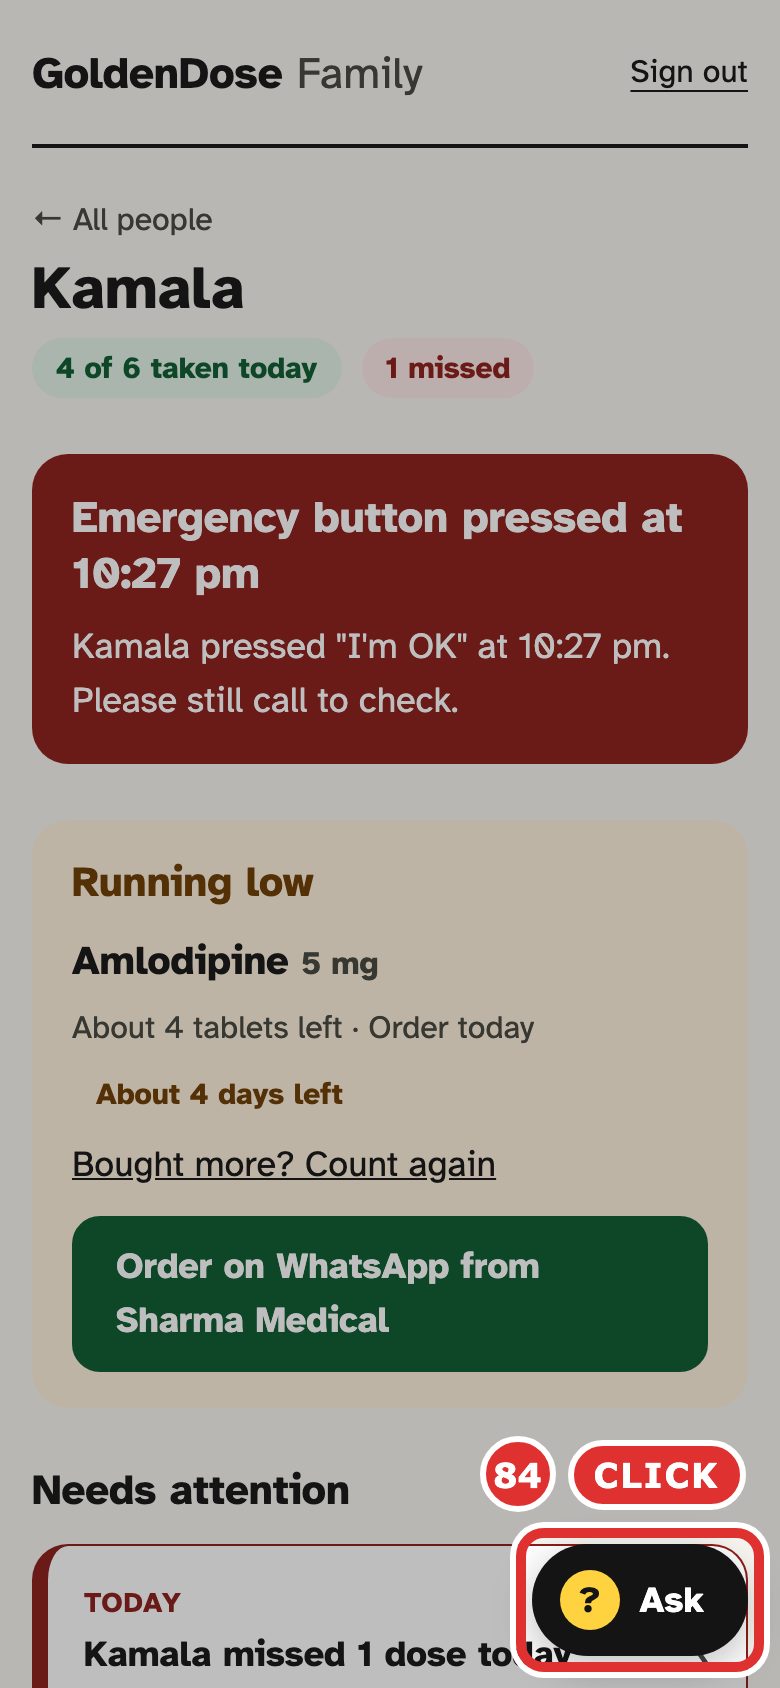 GoldenDose Family
Sign out
← All people
Kamala
4 of 6 taken today
1 missed
Emergency button pressed at
10:27 pm
Kamala pressed "I'm OK" at 10:27 pm.
Please still call to check.
Running low
Amlodipine 5 mg
About 4 tablets left · Order today
About 4 days left
Bought more? Count again
Order on WhatsApp from
Sharma Medical
Needs attention
84 CLICK
? Ask
TODAY
Kamala missed 1 dose today